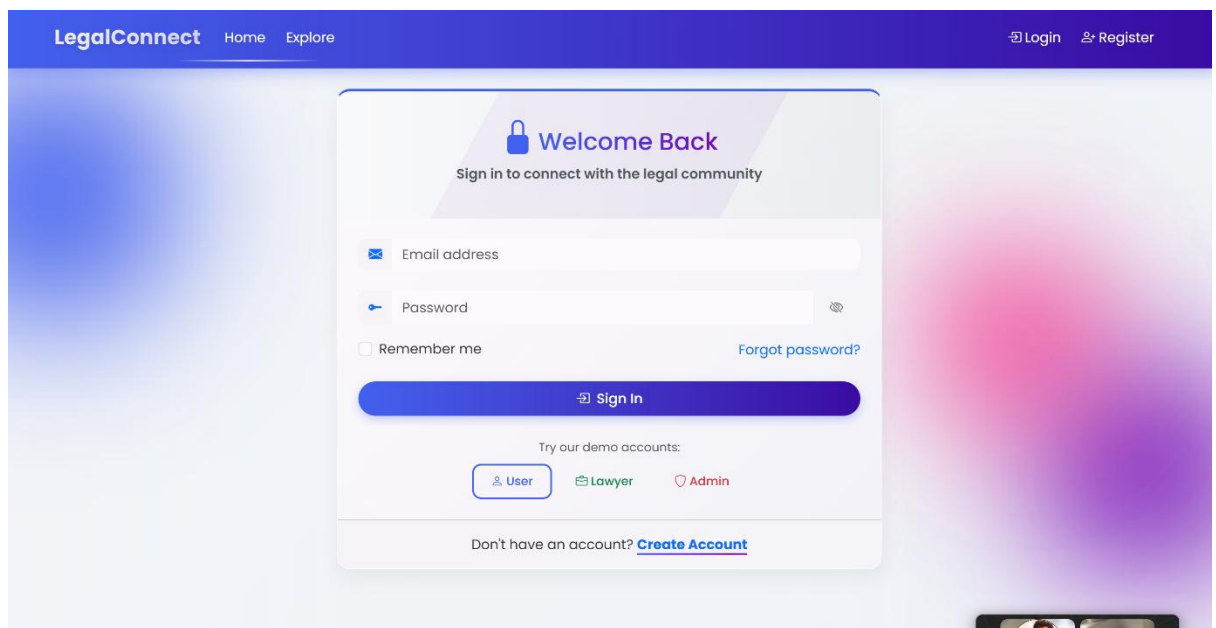 LegalConnect Home Explore Login Register
Welcome Back
Sign in to connect with the legal community
Email address
Password
Remember me Forgot password?
Sign In
Try our demo accounts:
User Lawyer Admin
Don't have an account? Create Account